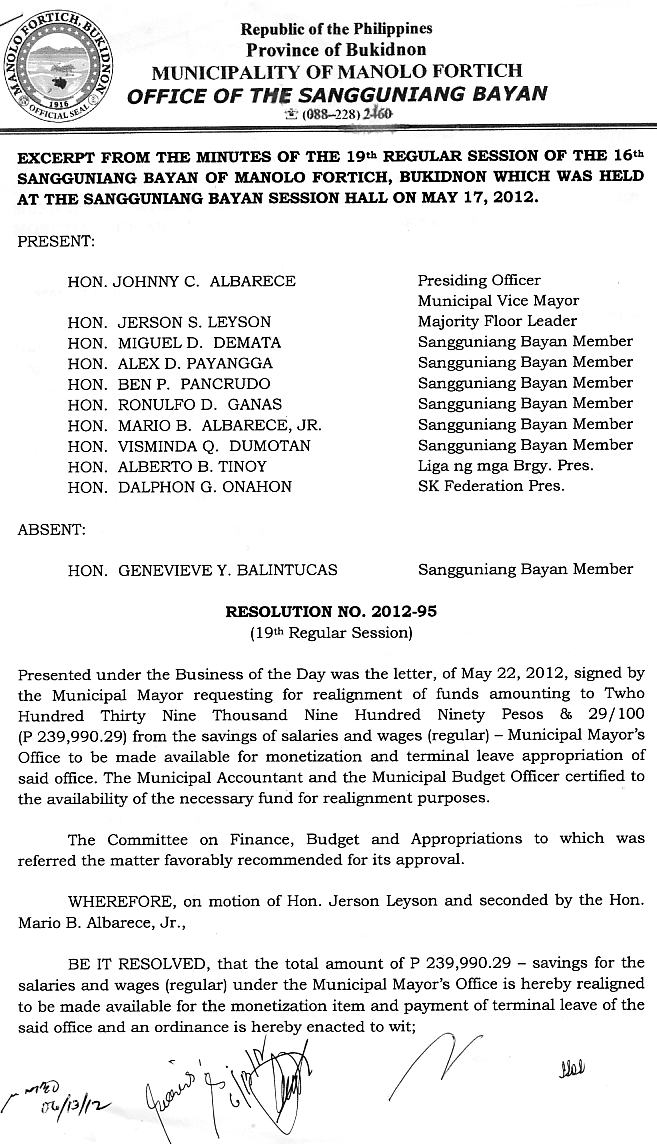 MANOLO FORTICH, BUKIDNON
1916
OFFICIAL SEAL
Republic of the Philippines
Province of Bukidnon
MUNICIPALITY OF MANOLO FORTICH
OFFICE OF THE SANGGUNIANG BAYAN
☏ (088–228) 2160
EXCERPT FROM THE MINUTES OF THE 19th REGULAR SESSION OF THE 16th
SANGGUNIANG BAYAN OF MANOLO FORTICH, BUKIDNON WHICH WAS HELD
AT THE SANGGUNIANG BAYAN SESSION HALL ON MAY 17, 2012.
PRESENT:
HON. JOHNNY C. ALBARECE Presiding Officer
Municipal Vice Mayor
HON. JERSON S. LEYSON Majority Floor Leader
HON. MIGUEL D. DEMATA Sangguniang Bayan Member
HON. ALEX D. PAYANGGA Sangguniang Bayan Member
HON. BEN P. PANCRUDO Sangguniang Bayan Member
HON. RONULFO D. GANAS Sangguniang Bayan Member
HON. MARIO B. ALBARECE, JR. Sangguniang Bayan Member
HON. VISMINDA Q. DUMOTAN Sangguniang Bayan Member
HON. ALBERTO B. TINOY Liga ng mga Brgy. Pres.
HON. DALPHON G. ONAHON SK Federation Pres.
ABSENT:
HON. GENEVIEVE Y. BALINTUCAS Sangguniang Bayan Member
RESOLUTION NO. 2012-95
(19th Regular Session)
Presented under the Business of the Day was the letter, of May 22, 2012, signed by
the Municipal Mayor requesting for realignment of funds amounting to Twho
Hundred Thirty Nine Thousand Nine Hundred Ninety Pesos & 29/100
(P 239,990.29) from the savings of salaries and wages (regular) – Municipal Mayor's
Office to be made available for monetization and terminal leave appropriation of
said office. The Municipal Accountant and the Municipal Budget Officer certified to
the availability of the necessary fund for realignment purposes.
The Committee on Finance, Budget and Appropriations to which was
referred the matter favorably recommended for its approval.
WHEREFORE, on motion of Hon. Jerson Leyson and seconded by the Hon.
Mario B. Albarece, Jr.,
BE IT RESOLVED, that the total amount of P 239,990.29 – savings for the
salaries and wages (regular) under the Municipal Mayor's Office is hereby realigned
to be made available for the monetization item and payment of terminal leave of the
said office and an ordinance is hereby enacted to wit;
06/13/12